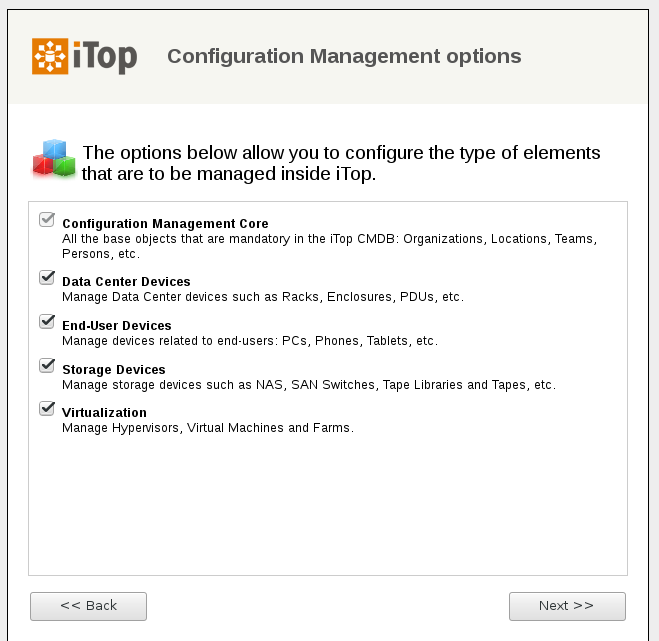 iTop
Configuration Management options
The options below allow you to configure the type of elements
that are to be managed inside iTop.
Configuration Management Core
All the base objects that are mandatory in the iTop CMDB: Organizations, Locations, Teams,
Persons, etc.
Data Center Devices
Manage Data Center devices such as Racks, Enclosures, PDUs, etc.
End-User Devices
Manage devices related to end-users: PCs, Phones, Tablets, etc.
Storage Devices
Manage storage devices such as NAS, SAN Switches, Tape Libraries and Tapes, etc.
Virtualization
Manage Hypervisors, Virtual Machines and Farms.
<< Back
Next >>